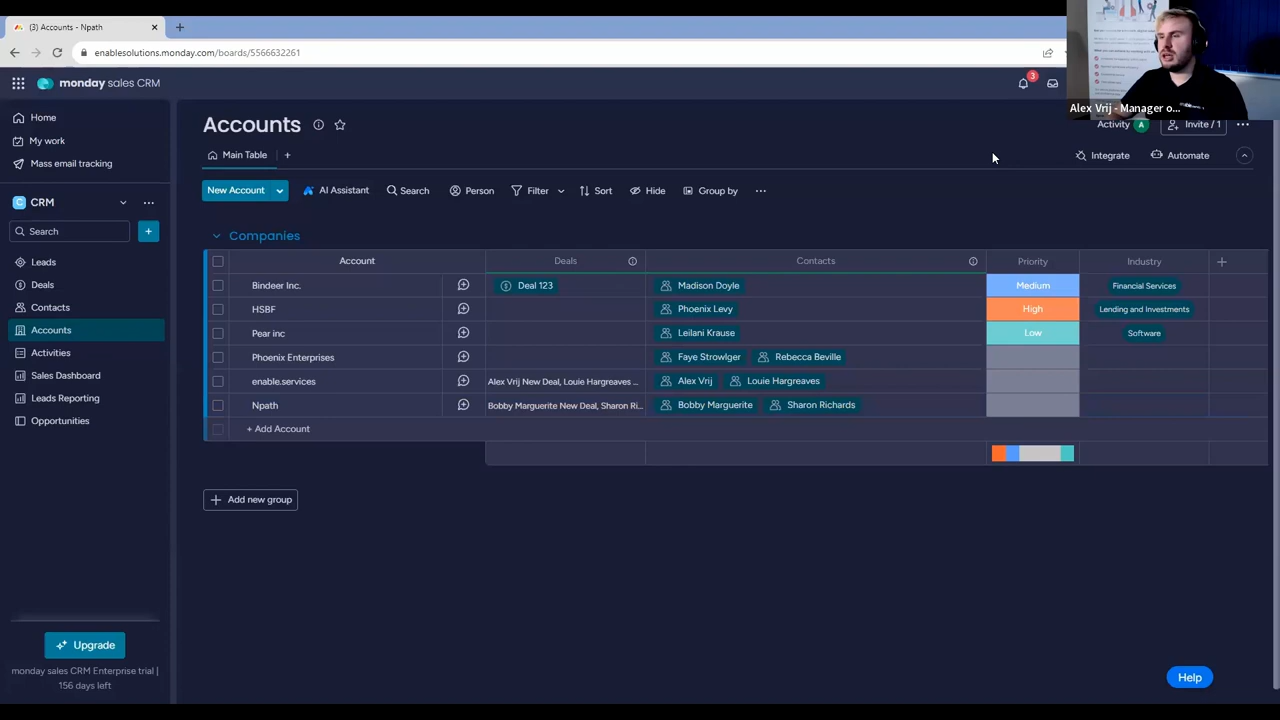 (3) Accounts - Npath
enablesolutions.monday.com/boards/5566632261
monday sales CRM
3
Alex Vrij - Manager o...
Home
My work
Mass email tracking
CRM
Search
Leads
Deals
Contacts
Accounts
Activities
Sales Dashboard
Leads Reporting
Opportunities
Upgrade
monday sales CRM Enterprise trial |
156 days left
Accounts
Activity A Invite / 1
Main Table + Integrate Automate
New Account AI Assistant Search Person Filter Sort Hide Group by
Companies
Account Deals Contacts Priority Industry
Bindeer Inc. Deal 123 Madison Doyle Medium Financial Services
HSBF Phoenix Levy High Lending and Investments
Pear inc Leilani Krause Low Software
Phoenix Enterprises Faye Strowlger Rebecca Beville
enable.services Alex Vrij New Deal, Louie Hargreaves ... Alex Vrij Louie Hargreaves
Npath Bobby Marguerite New Deal, Sharon Ri... Bobby Marguerite Sharon Richards
+ Add Account
+ Add new group
Help